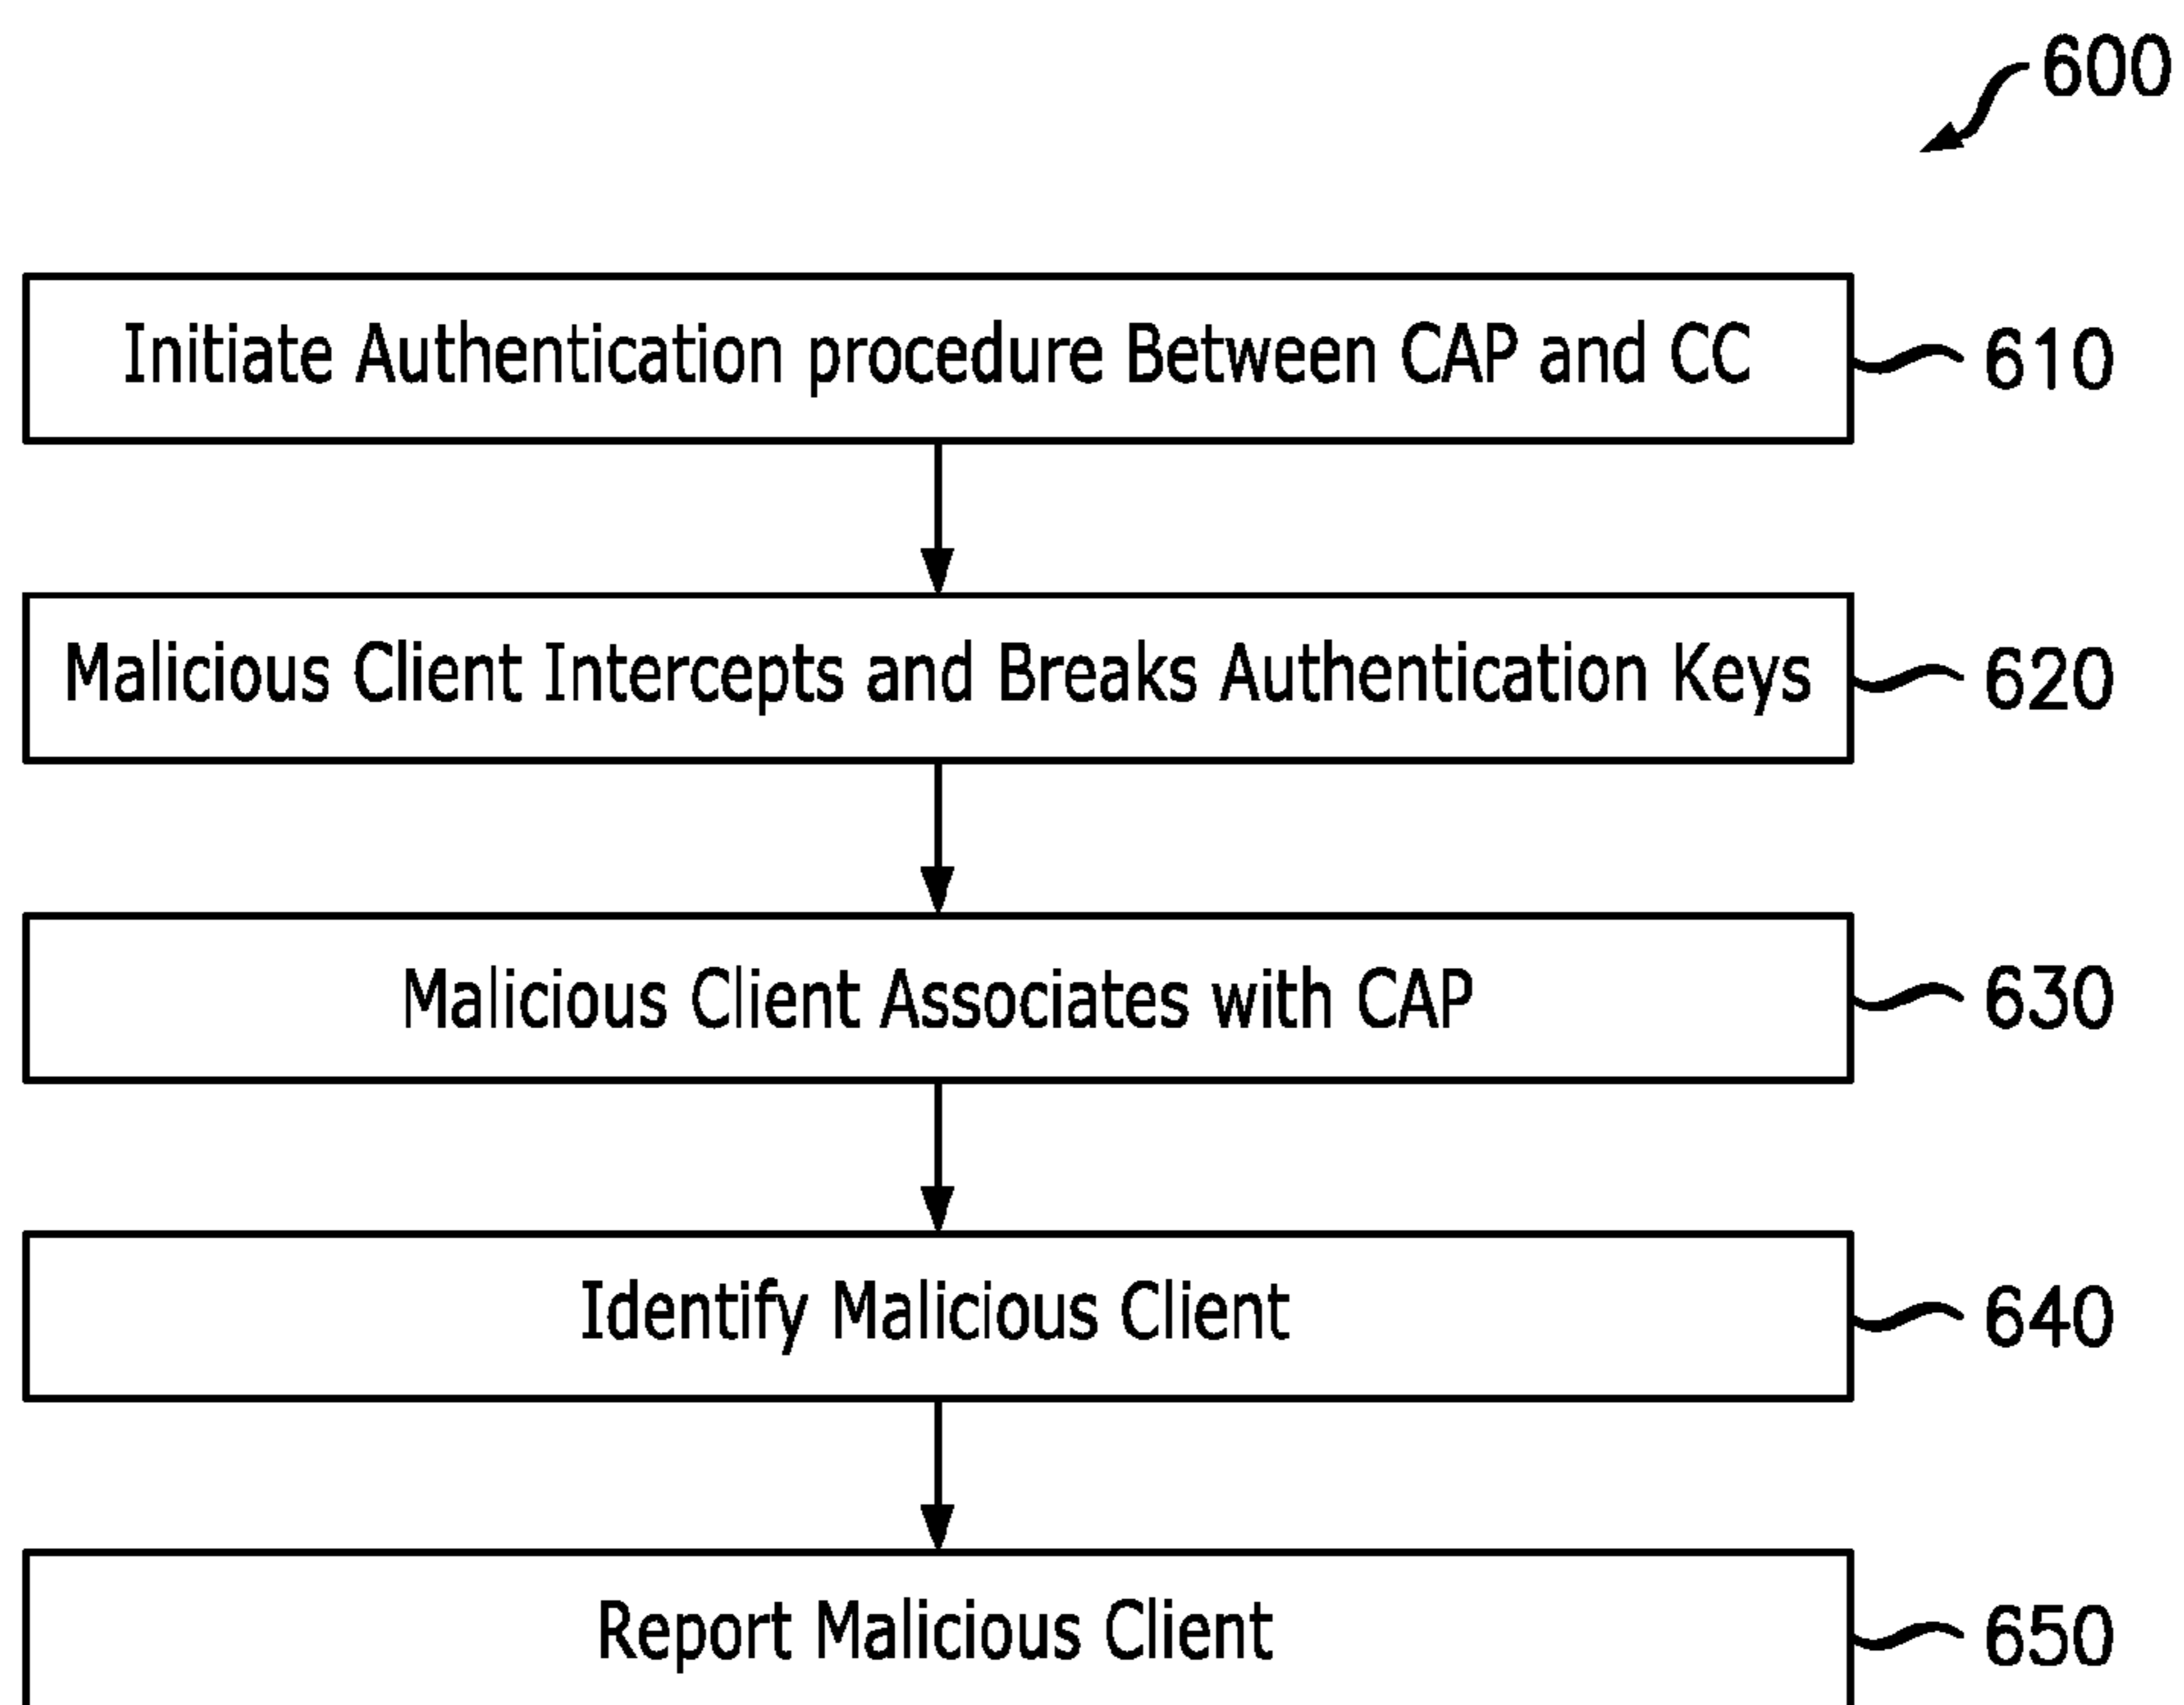 600
Initiate Authentication procedure Between CAP and CC
610
Malicious Client Intercepts and Breaks Authentication Keys
620
Malicious Client Associates with CAP
630
Identify Malicious Client
640
Report Malicious Client
650